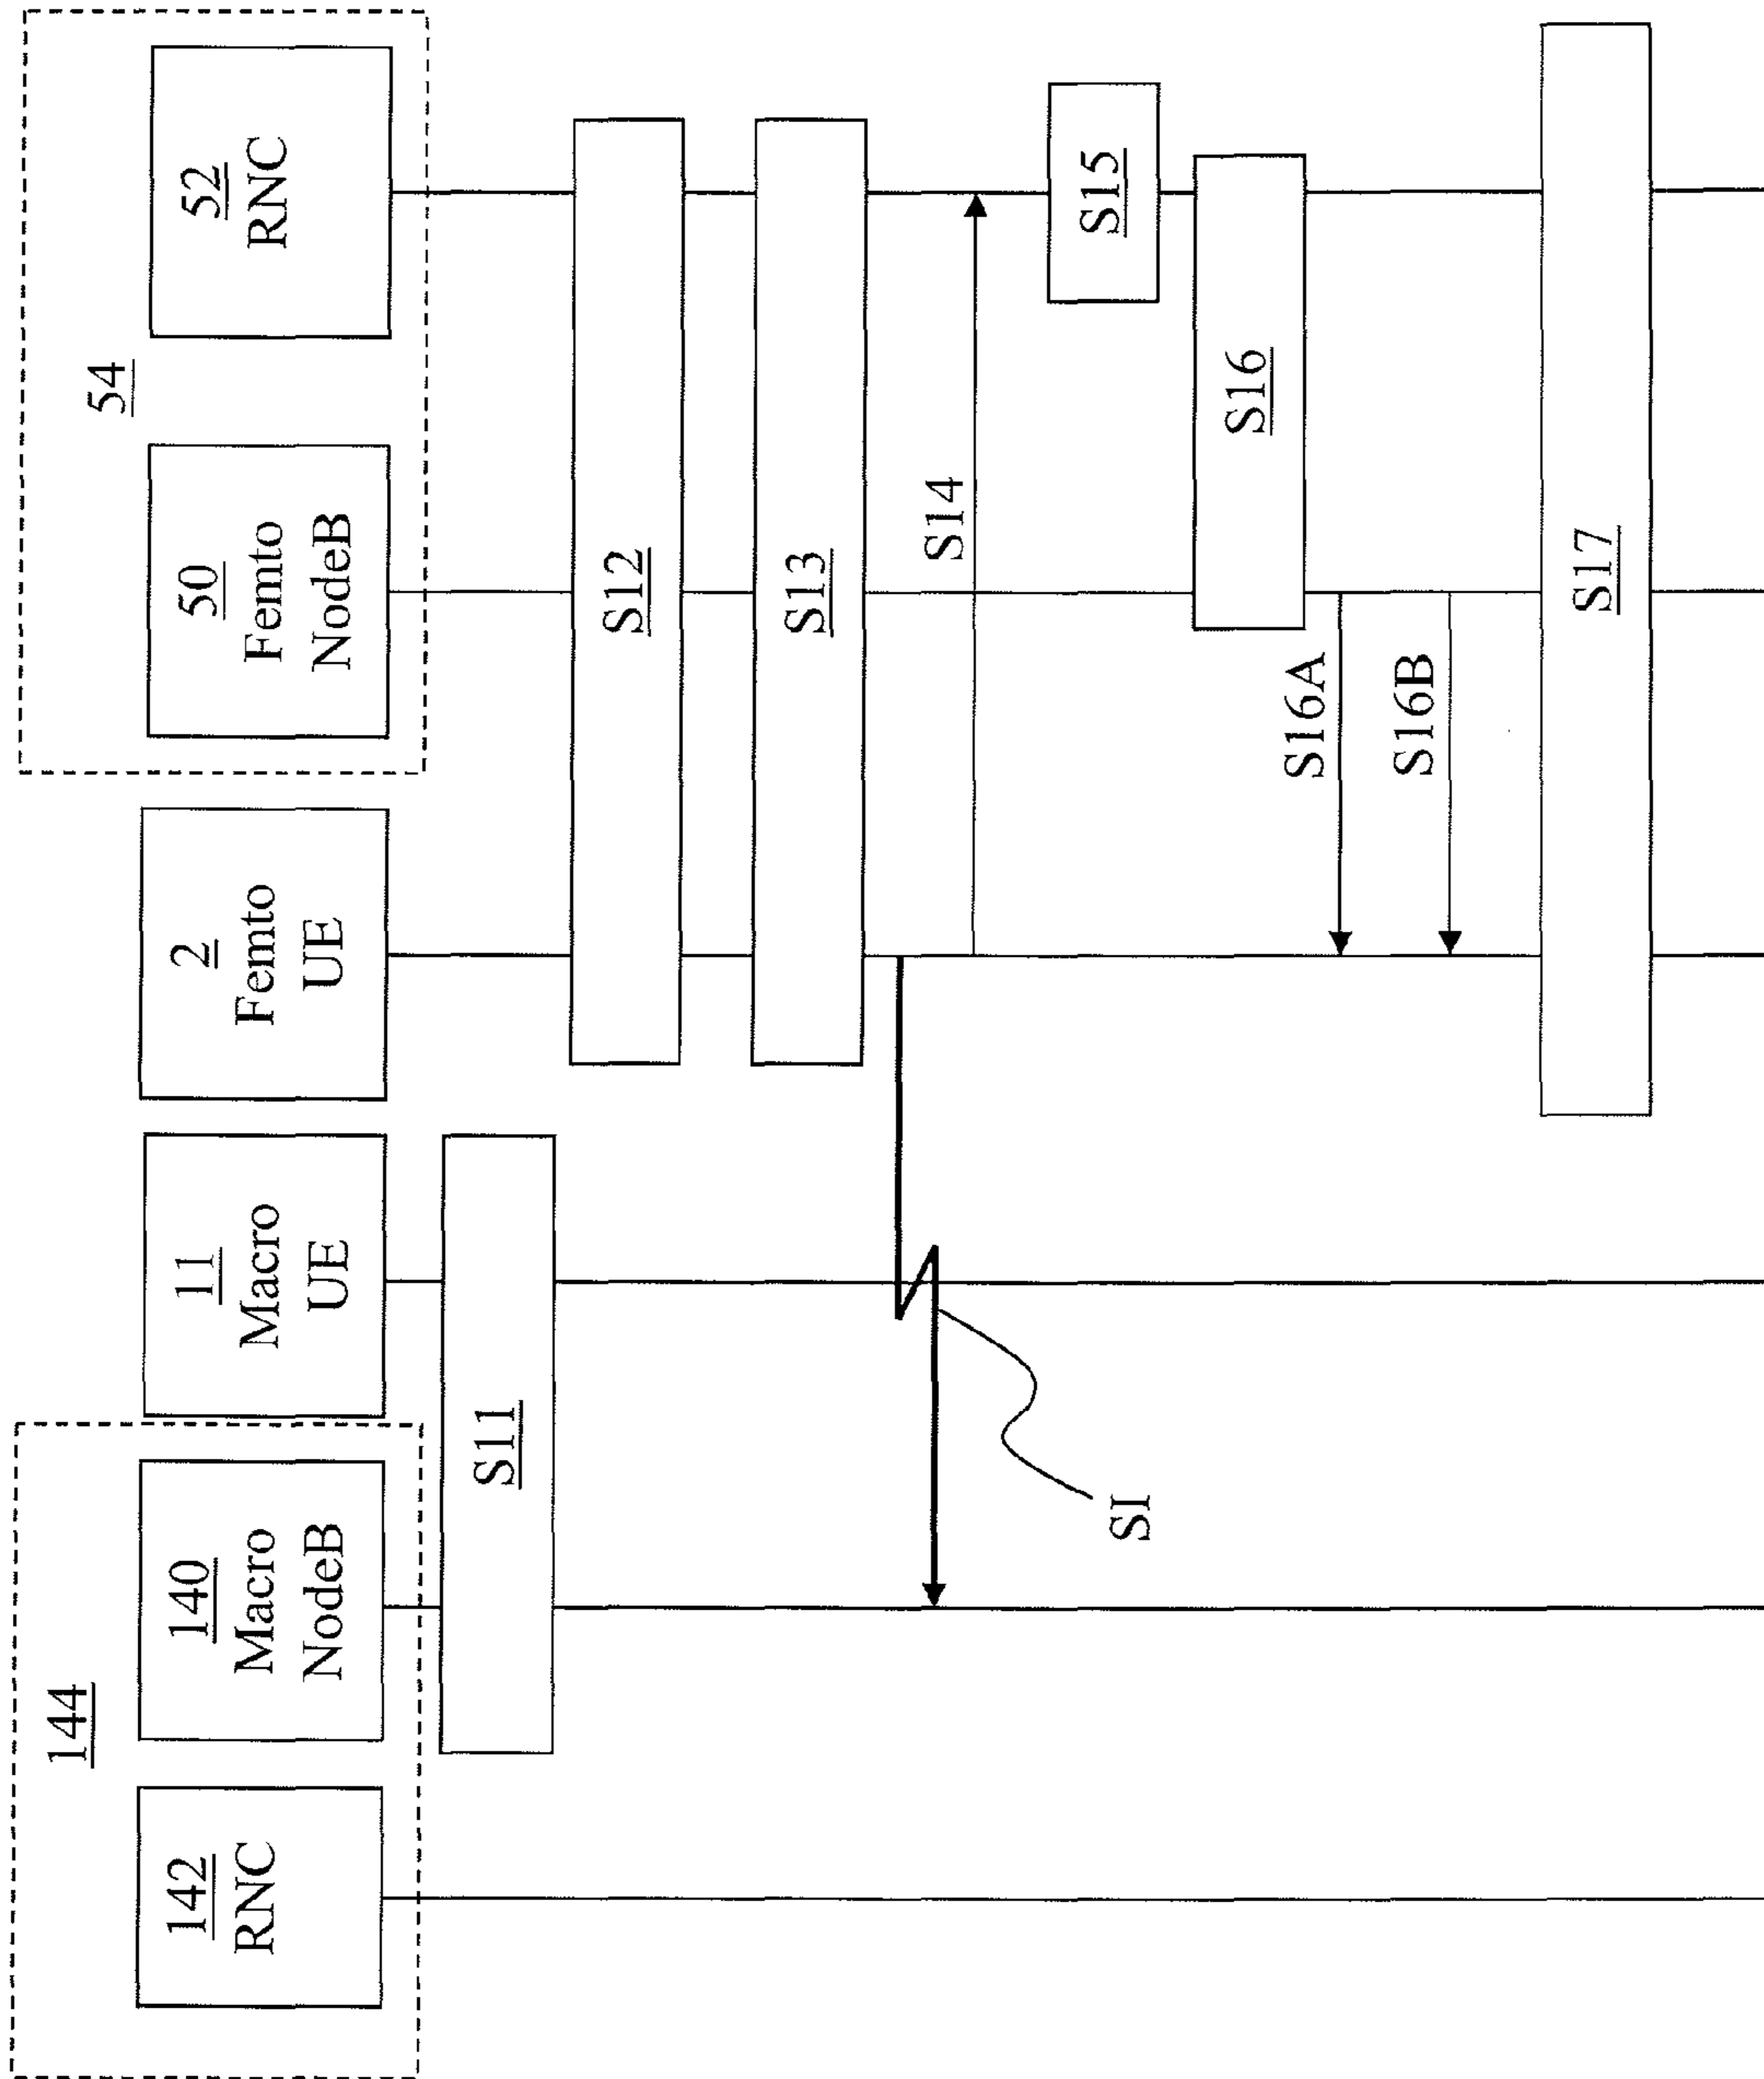 144
54
142
RNC
140
Macro
NodeB
11
Macro
UE
2
Femto
UE
50
Femto
NodeB
52
RNC
S11
S12
S13
SI
S14
S15
S16
S16A
S16B
S17